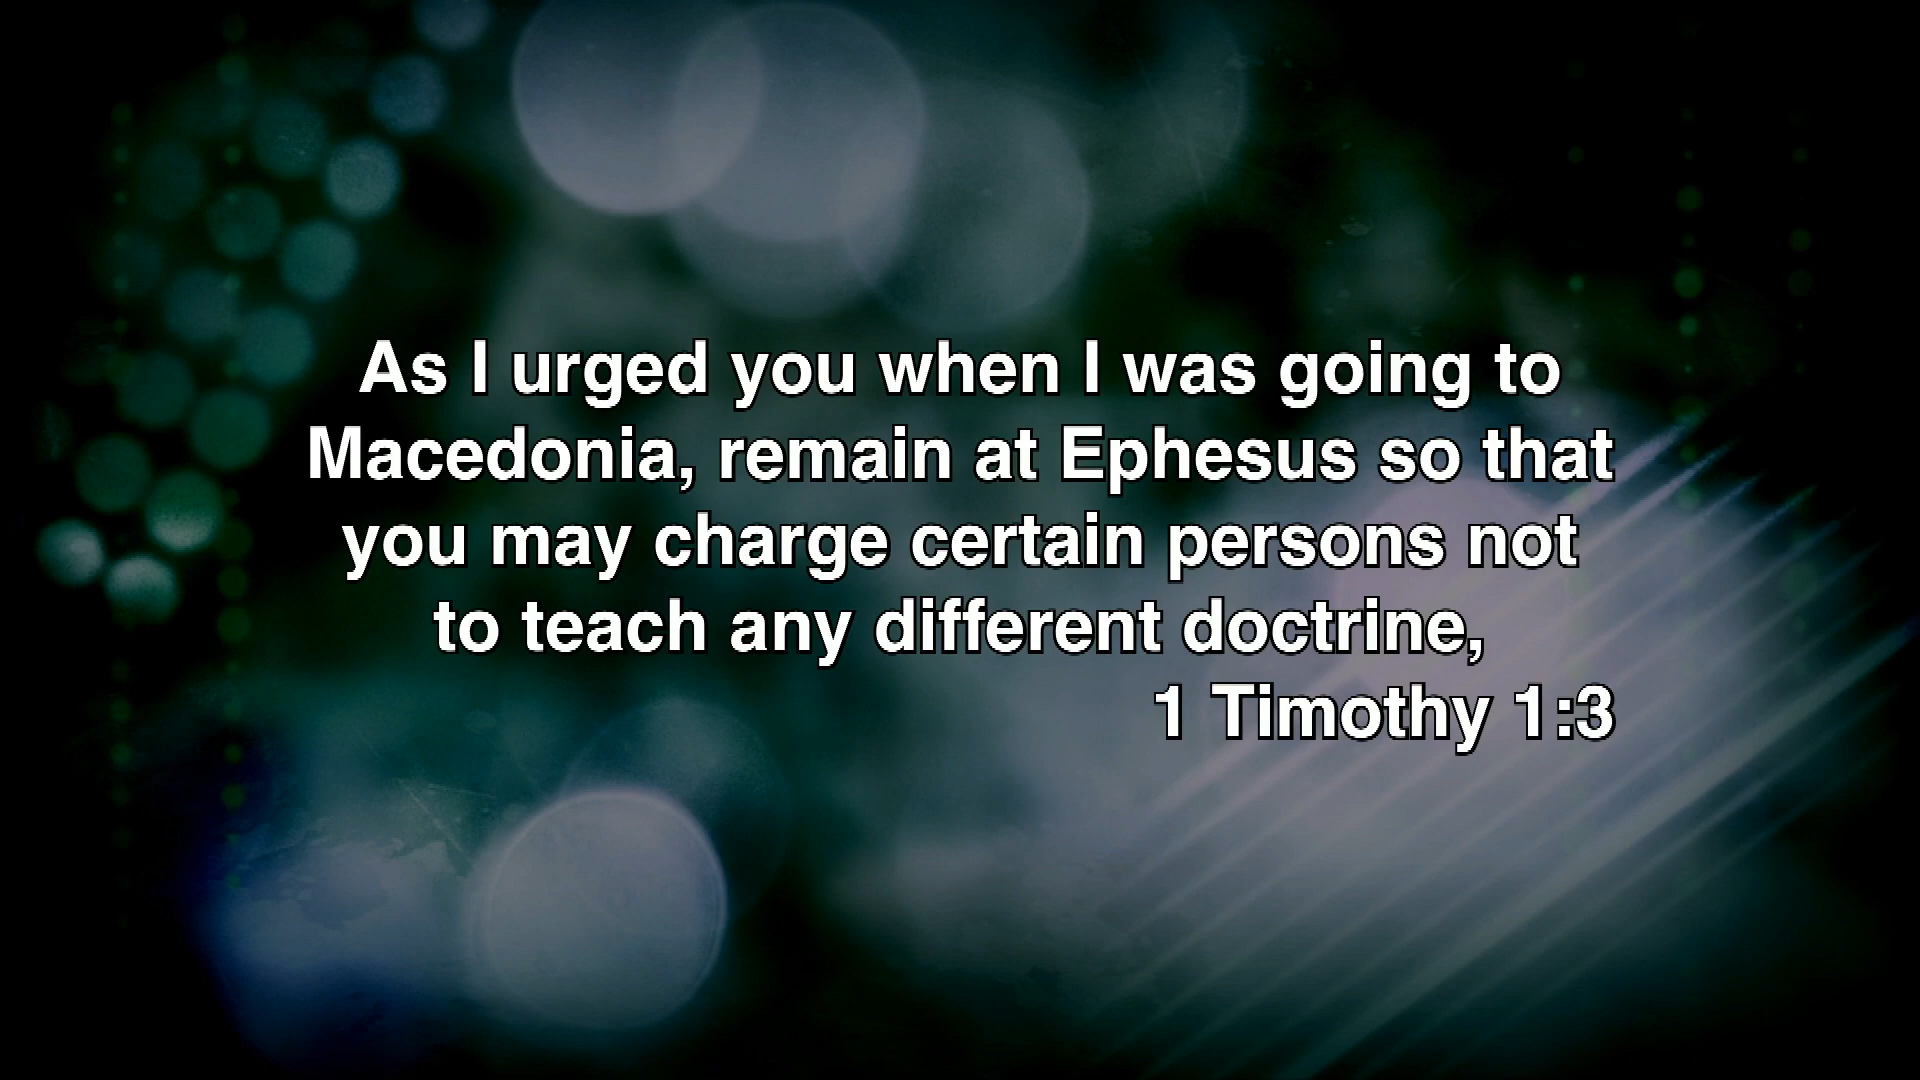 As I urged you when I was going to
Macedonia, remain at Ephesus so that
you may charge certain persons not
to teach any different doctrine,
1 Timothy 1:3